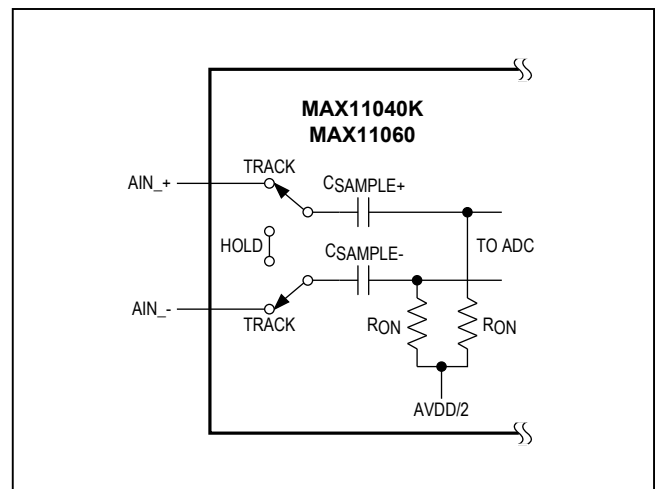 MAX11040K
MAX11060
TRACK
AIN_+
CSAMPLE+
HOLD
TO ADC
CSAMPLE-
AIN_-
TRACK
RON
RON
AVDD/2